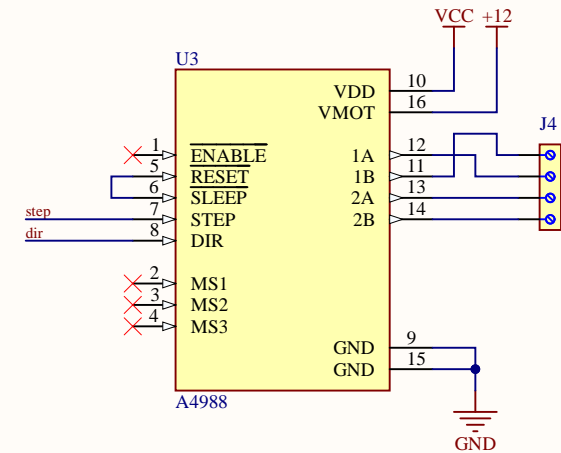 VCC +12
U3
J4
VDD 10
VMOT 16
1 ENABLE
5 RESET
6 SLEEP
step 7 STEP
dir 8 DIR
1A 12
1B 11
2A 13
2B 14
2 MS1
3 MS2
4 MS3
GND 9
GND 15
A4988
GND